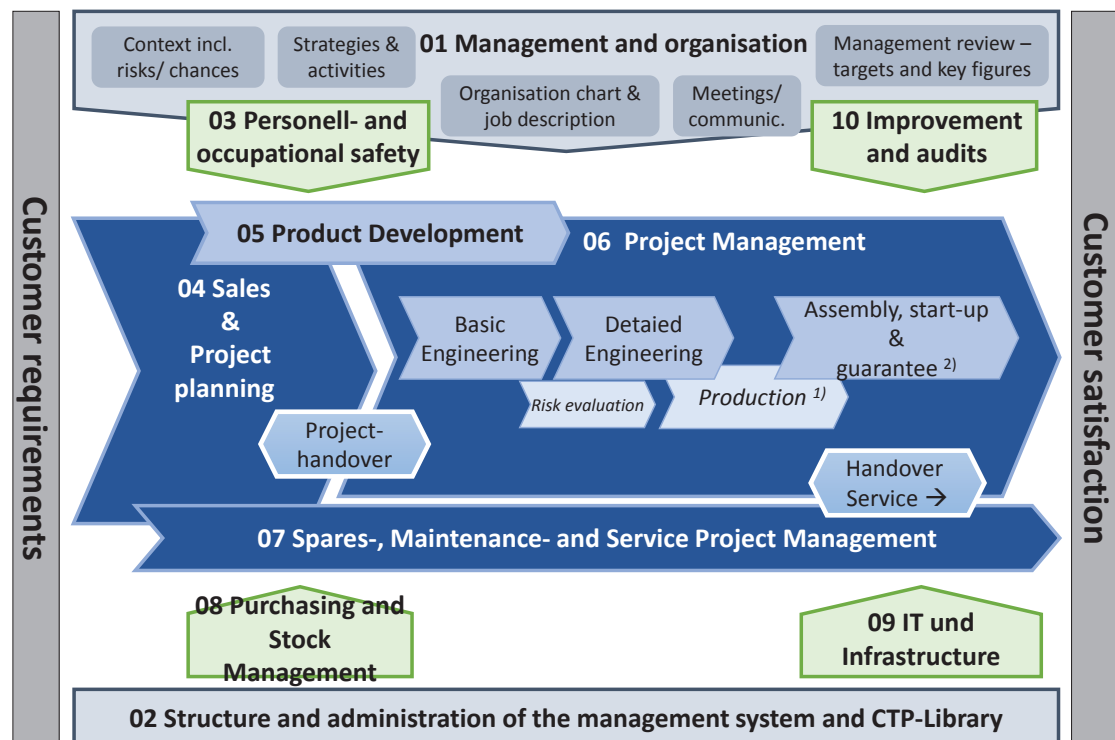 Customer requirements
01 Management and organisation
Context incl.
risks/ chances
Strategies &
activities
Organisation chart &
job description
Meetings/
communic.
Management review –
targets and key figures
03 Personell- and
occupational safety
10 Improvement
and audits
05 Product Development
06 Project Management
04 Sales
&
Project
planning
Basic
Engineering
Detaied
Engineering
Assembly, start-up
&
guarantee 2)
Risk evaluation
Production 1)
Project-
handover
Handover
Service →
07 Spares-, Maintenance- and Service Project Management
08 Purchasing and
Stock
Management
09 IT und
Infrastructure
02 Structure and administration of the management system and CTP-Library
Customer satisfaction